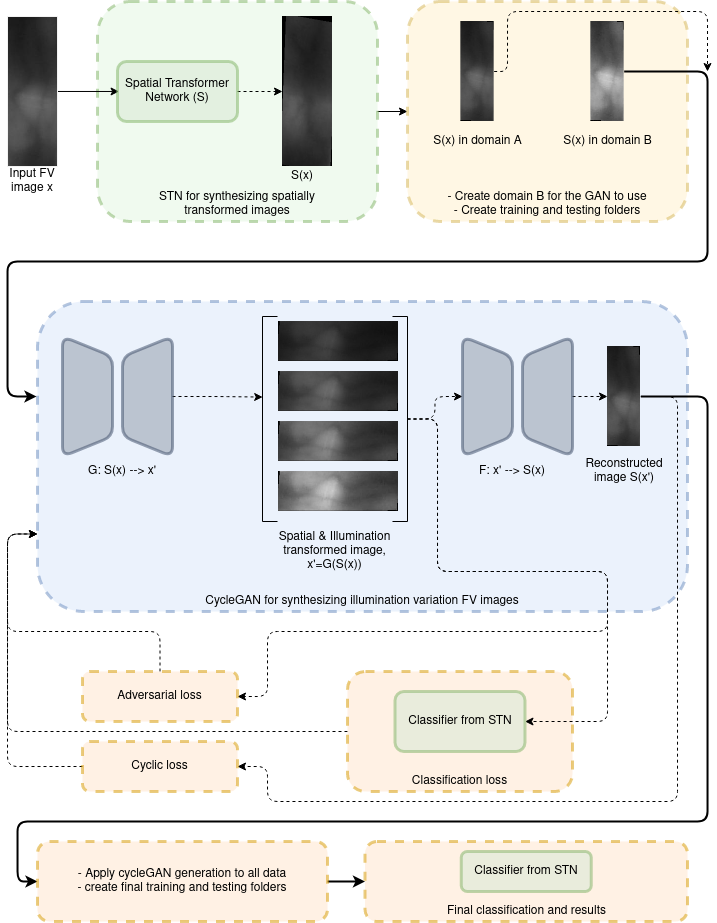 Input FV
image x
Spatial Transformer
Network (S)
S(x)
STN for synthesizing spatially
transformed images
S(x) in domain A
S(x) in domain B
- Create domain B for the GAN to use
- Create training and testing folders
G: S(x) --> x'
Spatial & Illumination
transformed image,
x'=G(S(x))
F: x' --> S(x)
Reconstructed
image S(x')
CycleGAN for synthesizing illumination variation FV images
Adversarial loss
Classifier from STN
Classification loss
Cyclic loss
- Apply cycleGAN generation to all data
- create final training and testing folders
Classifier from STN
Final classification and results